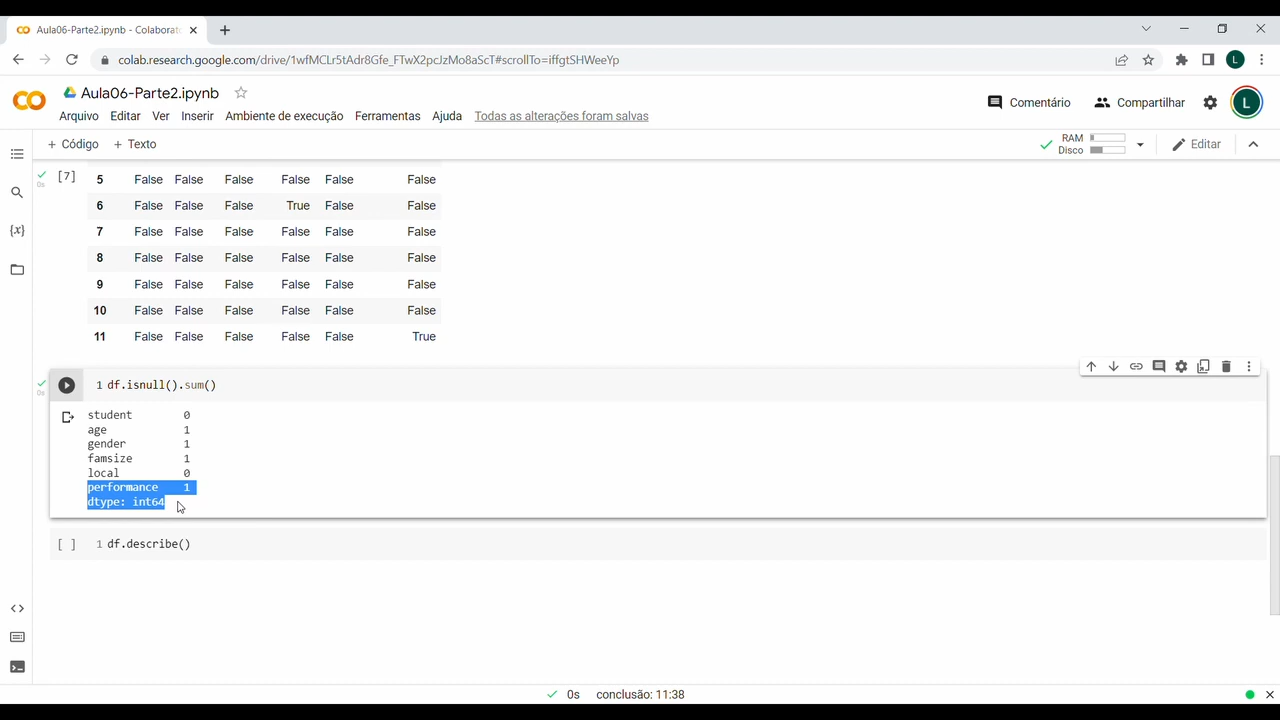 Aula06-Parte2.ipynb - Colaborato
colab.research.google.com/drive/1wfMCLr5tAdr8Gfe_FTwX2pcJzMo8aScT#scrollTo=iffgtSHWeeYp
L
Aula06-Parte2.ipynb
Arquivo Editar Ver Inserir Ambiente de execução Ferramentas Ajuda Todas as alterações foram salvas
Comentário Compartilhar L
+ Código + Texto
RAM
Disco
Editar
{x}
[7] 5 False False False False False False
0s
6 False False False True False False
7 False False False False False False
8 False False False False False False
9 False False False False False False
10 False False False False False False
11 False False False False False True
1 df.isnull().sum()
0s
student 0
age 1
gender 1
famsize 1
local 0
performance 1
dtype: int64
[ ] 1 df.describe()
0s conclusão: 11:38